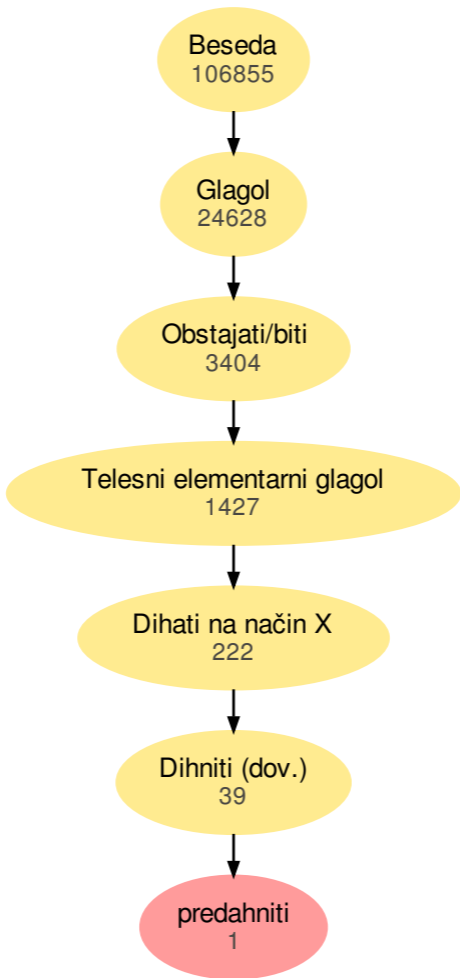 Beseda
106855
Glagol
24628
Obstajati/biti
3404
Telesni elementarni glagol
1427
Dihati na način X
222
Dihniti (dov.)
39
predahniti
1